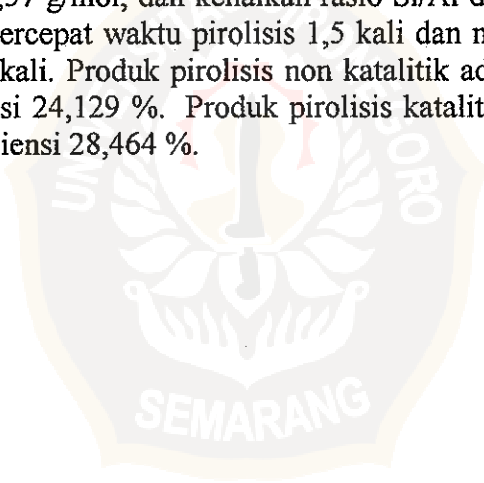 ,57 g/mol, dan kenaikan rasio Si/Al d
ercepat waktu pirolisis 1,5 kali dan n
kali. Produk pirolisis non katalitik ad
si 24,129 %. Produk pirolisis katalit
iensi 28,464 %.
SEMARANG